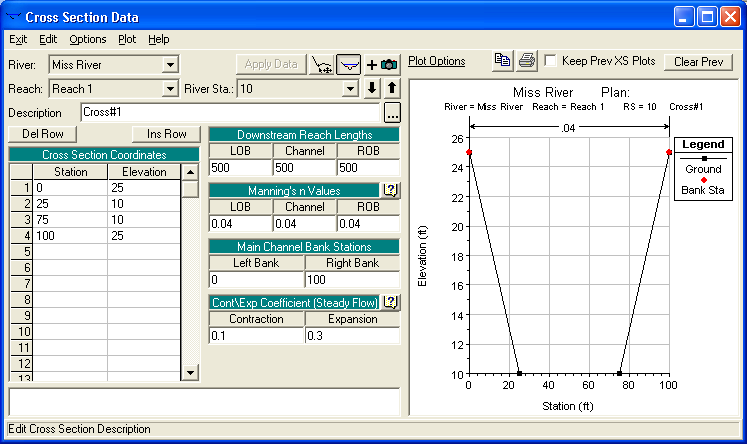 Cross Section Data
Exit Edit Options Plot Help
River: Miss River Apply Data
Reach: Reach 1 River Sta.: 10
Description Cross#1 ...
Del Row Ins Row
Cross Section Coordinates
Station Elevation
1 0 25
2 25 10
3 75 10
4 100 25
5
6
7
8
9
10
11
12
13
Downstream Reach Lengths
LOB Channel ROB
500 500 500
Manning's n Values ?
LOB Channel ROB
0.04 0.04 0.04
Main Channel Bank Stations
Left Bank Right Bank
0 100
Cont\Exp Coefficient (Steady Flow) ?
Contraction Expansion
0.1 0.3
Plot Options Keep Prev XS Plots Clear Prev
Miss River Plan:
River = Miss River Reach = Reach 1 RS = 10 Cross#1
.04
26
24
22
20
18
16
14
12
10
Elevation (ft)
0 20 40 60 80 100
Station (ft)
Legend
Ground
Bank Sta
Edit Cross Section Description